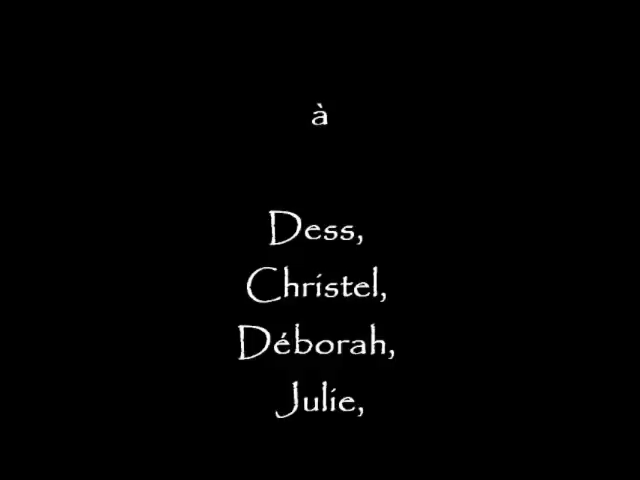 à
Dess,
Christel,
Déborah,
Julie,